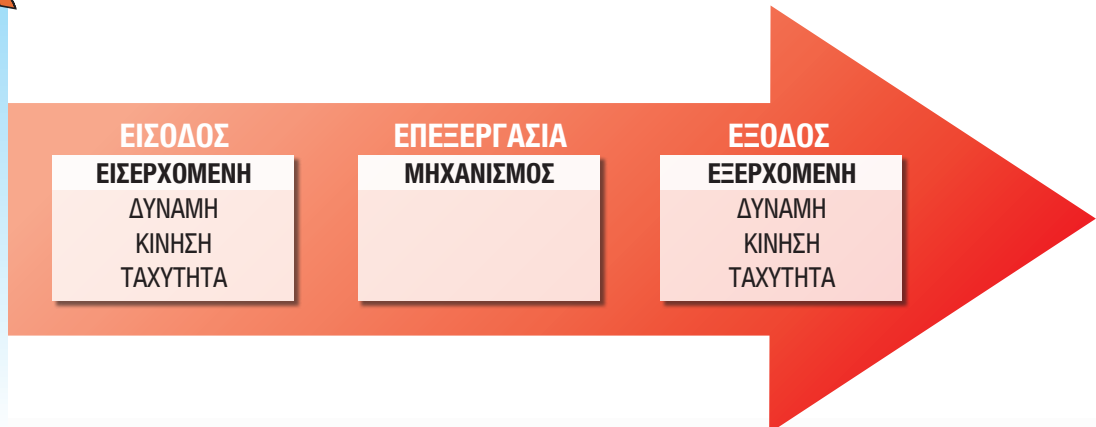 ΕΙΣΟΔΟΣ
ΕΙΣΕΡΧΟΜΕΝΗ
ΔΥΝΑΜΗ
ΚΙΝΗΣΗ
ΤΑΧΥΤΗΤΑ
ΕΠΕΞΕΡΓΑΣΙΑ
ΜΗΧΑΝΙΣΜΟΣ
ΕΞΟΔΟΣ
ΕΞΕΡΧΟΜΕΝΗ
ΔΥΝΑΜΗ
ΚΙΝΗΣΗ
ΤΑΧΥΤΗΤΑ